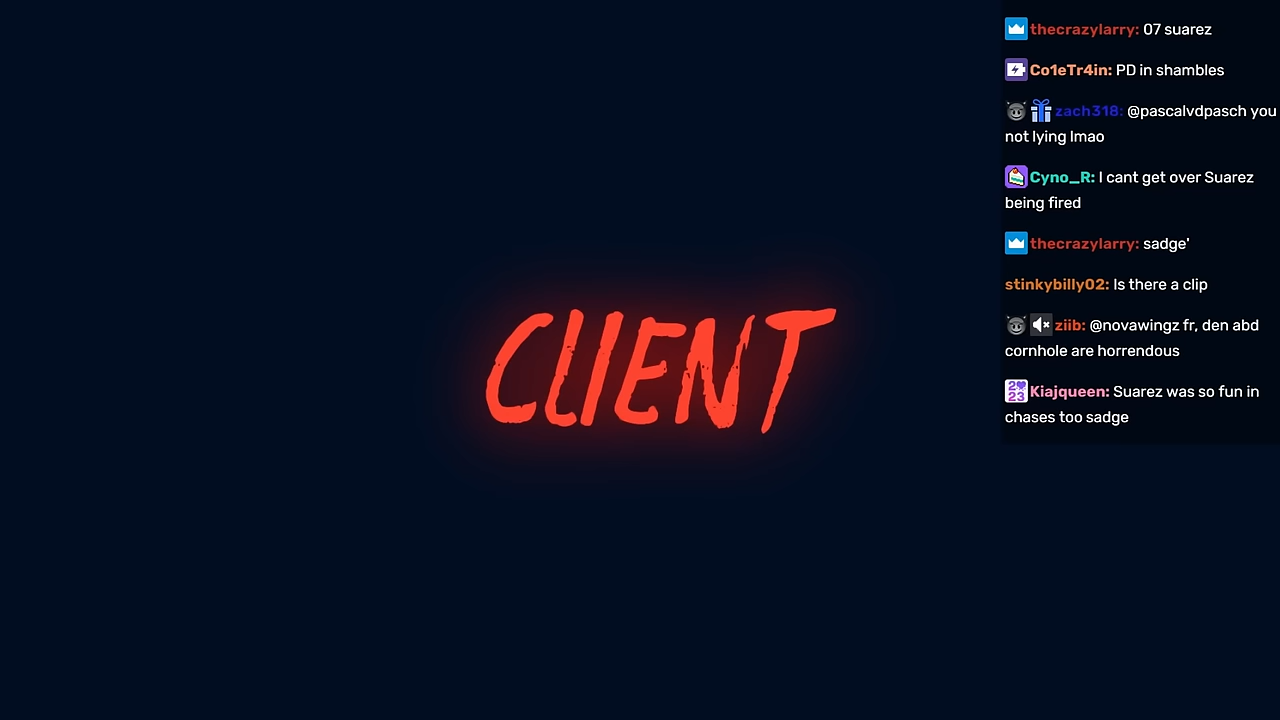 CLIENT
thecrazylarry: 07 suarez
Co1eTr4in: PD in shambles
zach318: @pascalvdpasch you
not lying lmao
Cyno_R: I cant get over Suarez
being fired
thecrazylarry: sadge'
stinkybilly02: Is there a clip
ziib: @novawingz fr, den abd
cornhole are horrendous
2023 Kiajqueen: Suarez was so fun in
chases too sadge